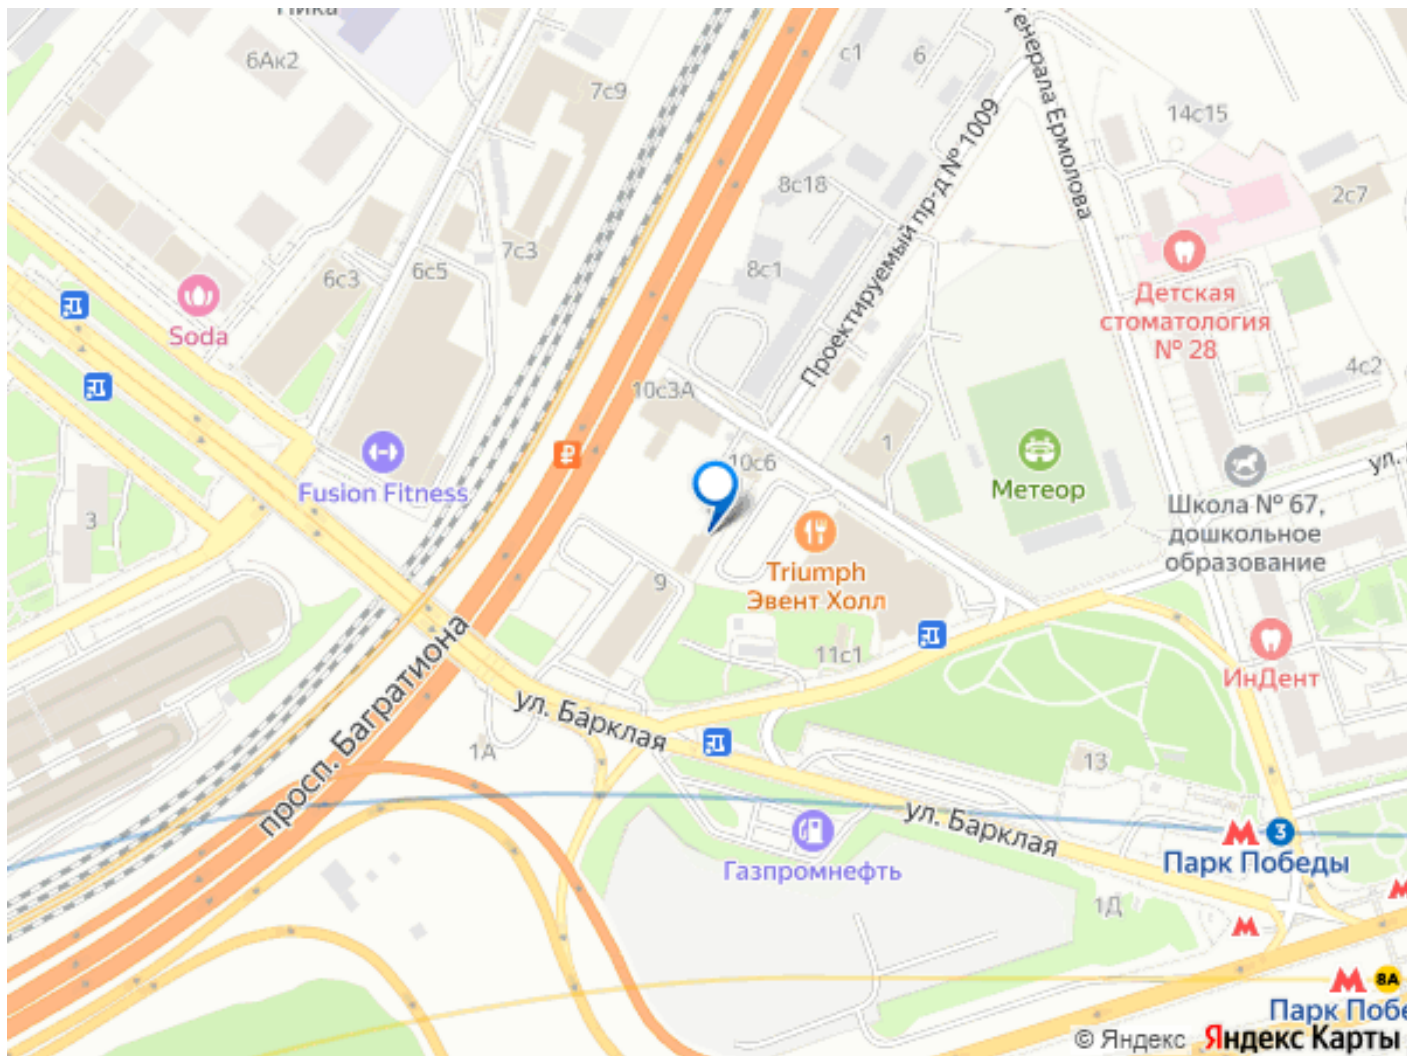 Ника
6Ак2
7с9
с1
6
Генерала Ермолова
14с15
Проектируемый пр-д № 1009
8с18
2с7
7с3
6с5
6с3
8с1
Soda
Детская
стоматология
№ 28
4с2
10с3А
1
ул.
10с6
Fusion Fitness
Метеор
Школа № 67,
дошкольное
образование
3
Triumph
Эвент Холл
9
11с1
ИнДент
просп. Багратиона
ул. Барклая
1А
13
ул. Барклая
3
Парк Победы
Газпромнефть
1Д
8А
Парк Побе
© Яндекс Яндекс Карты